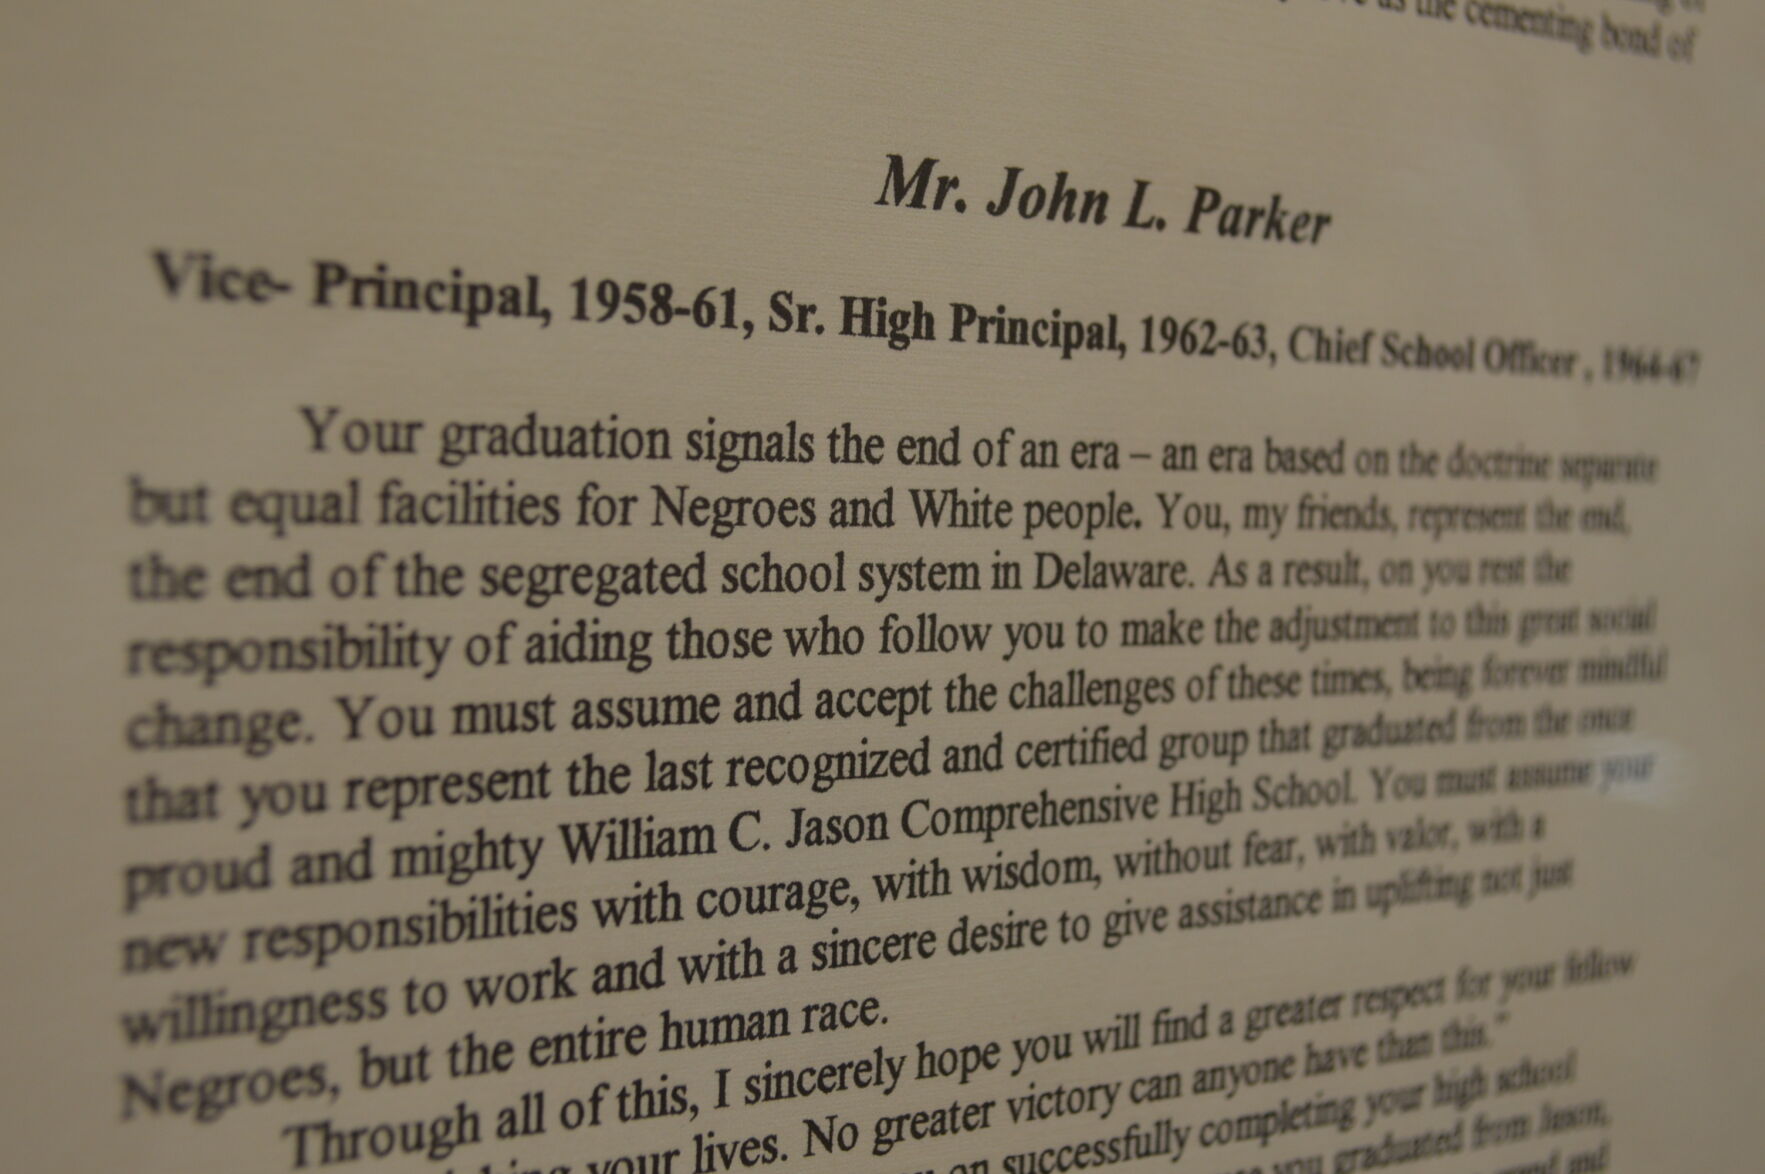 as the cementing bond of
Mr. John L. Parker
Vice- Principal, 1958-61, Sr. High Principal, 1962-63, Chief School Officer , 1964-67
Your graduation signals the end of an era – an era based on the doctrine separate
but equal facilities for Negroes and White people. You, my friends, represent the end,
the end of the segregated school system in Delaware. As a result, on you rest the
responsibility of aiding those who follow you to make the adjustment to this great social
change. You must assume and accept the challenges of these times, being forever mindful
that you represent the last recognized and certified group that graduated from the once
proud and mighty William C. Jason Comprehensive High School. You must assume your
new responsibilities with courage, with wisdom, without fear, with valor, with a
willingness to work and with a sincere desire to give assistance in uplifting not just
Negroes, but the entire human race.
Through all of this, I sincerely hope you will find a greater respect for your fellow
your lives. No greater victory can anyone have than this."
on successfully completing your high school
you graduated from Jason,
and